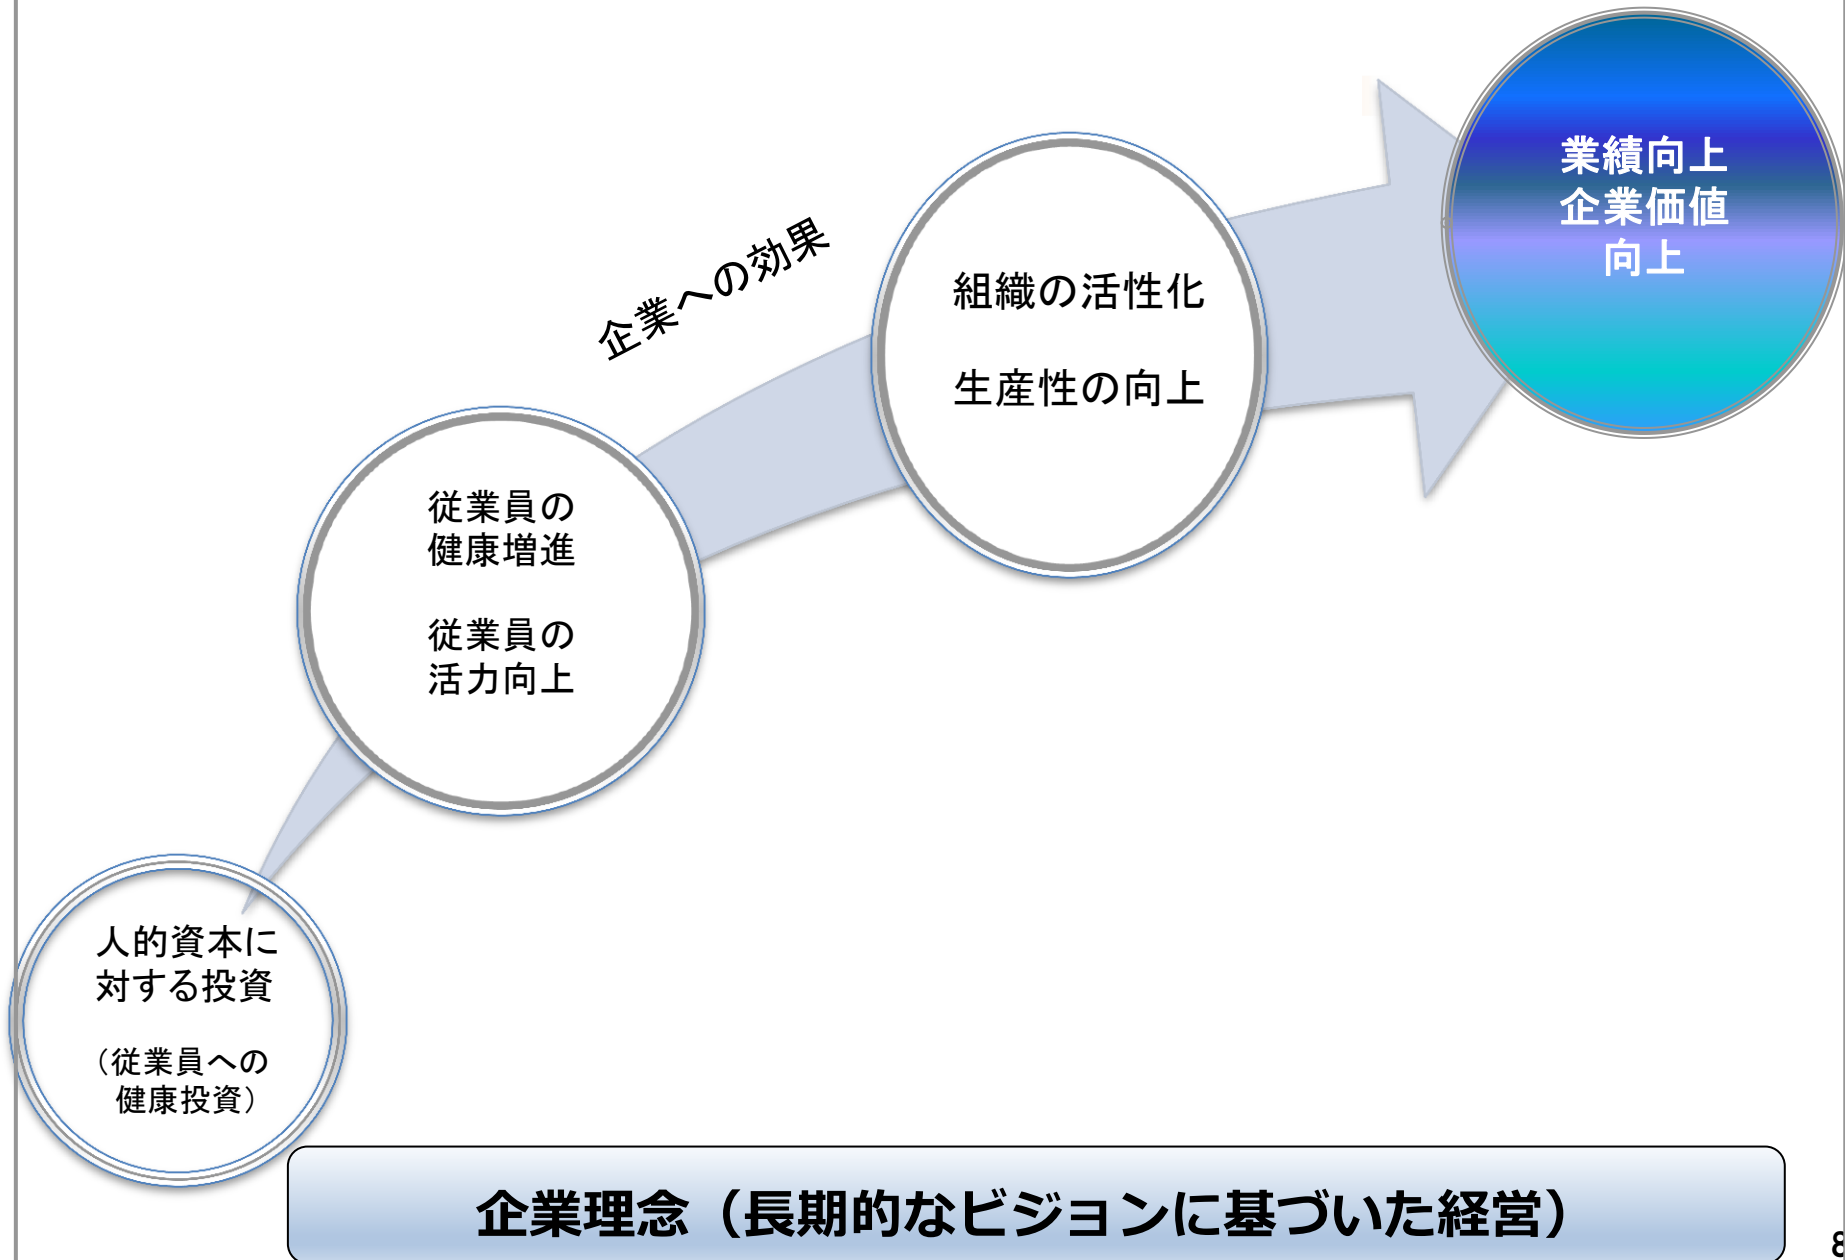 業績向上
企業価値
向上
企業への効果
組織の活性化
生産性の向上
従業員の
健康増進
従業員の
活力向上
人的資本に
対する投資
（従業員への
健康投資）
企業理念（長期的なビジョンに基づいた経営）